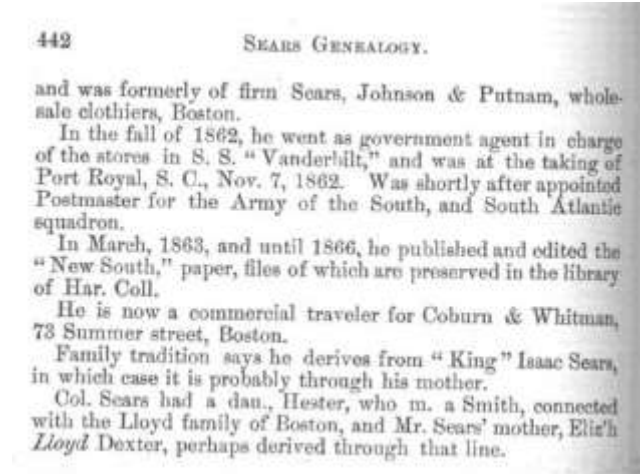 442
SEARS GENEALOGY.
and was formerly of firm Sears, Johnson & Putnam, whole-
sale clothiers, Boston.
In the fall of 1862, he went as government agent in charge
of the stores in S. S. "Vanderbilt," and was at the taking of
Port Royal, S. C., Nov. 7, 1862. Was shortly after appointed
Postmaster for the Army of the South, and South Atlantic
squadron.
In March, 1863, and until 1866, he published and edited the
"New South," paper, files of which are preserved in the library
of Har. Coll.
He is now a commercial traveler for Coburn & Whitman,
73 Summer street, Boston.
Family tradition says he derives from "King" Isaac Sears,
in which case it is probably through his mother.
Col. Sears had a dau., Hester, who m. a Smith, connected
with the Lloyd family of Boston, and Mr. Sears' mother, Eliz'h
Lloyd Dexter, perhaps derived through that line.